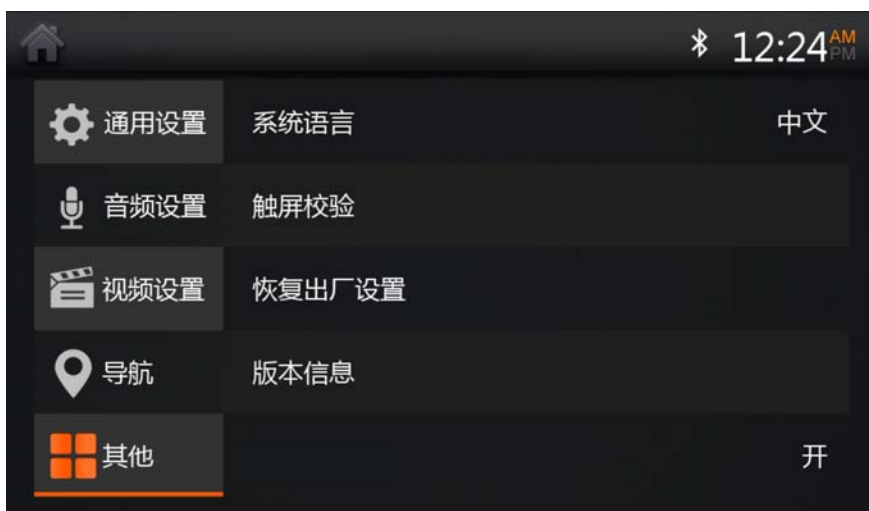 12:24 AM
PM
通用设置 系统语言 中文
音频设置 触屏校验
视频设置 恢复出厂设置
导航 版本信息
其他 开